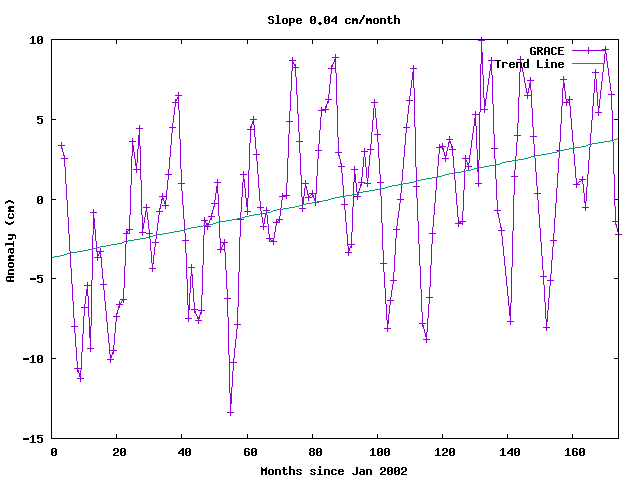 Slope 0.04 cm/month
GRACE
Trend Line
10
5
0
-5
-10
-15
Anomaly (cm)
0 20 40 60 80 100 120 140 160
Months since Jan 2002